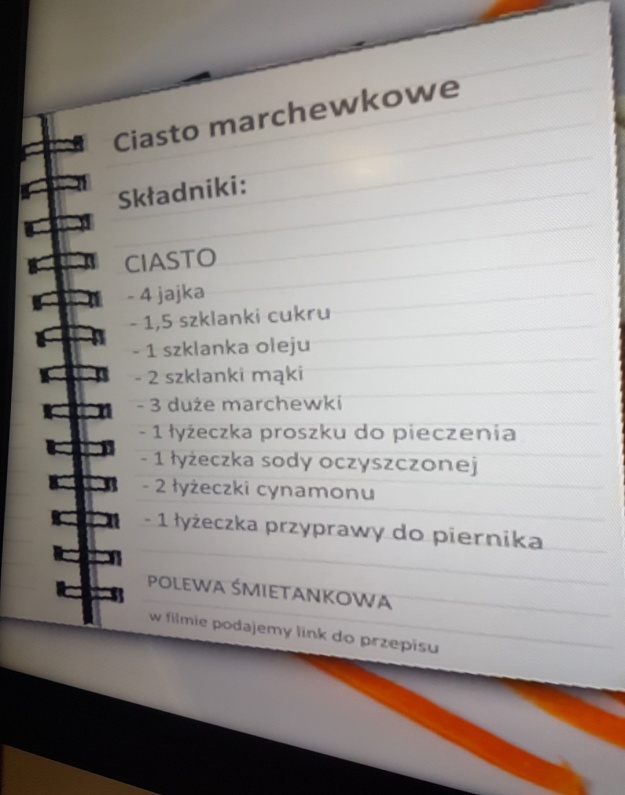 Ciasto marchewkowe
Składniki:
CIASTO
- 4 jajka
- 1,5 szklanki cukru
- 1 szklanka oleju
- 2 szklanki mąki
- 3 duże marchewki
- 1 łyżeczka proszku do pieczenia
- 1 łyżeczka sody oczyszczonej
- 2 łyżeczki cynamonu
- 1 łyżeczka przyprawy do piernika
POLEWA ŚMIETANKOWA
w filmie podajemy link do przepisu